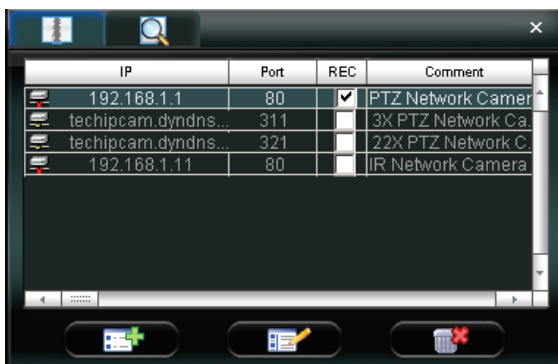 IP Port REC Comment
192.168.1.1 80 PTZ Network Camer
techipcam.dyndns... 311 3X PTZ Network Ca.
techipcam.dyndns... 321 22X PTZ Network C.
192.168.1.11 80 IR Network Camera